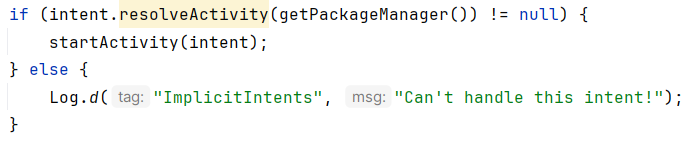 if (intent.resolveActivity(getPackageManager()) != null) {
    startActivity(intent);
} else {
    Log.d( tag: "ImplicitIntents", msg: "Can't handle this intent!");
}